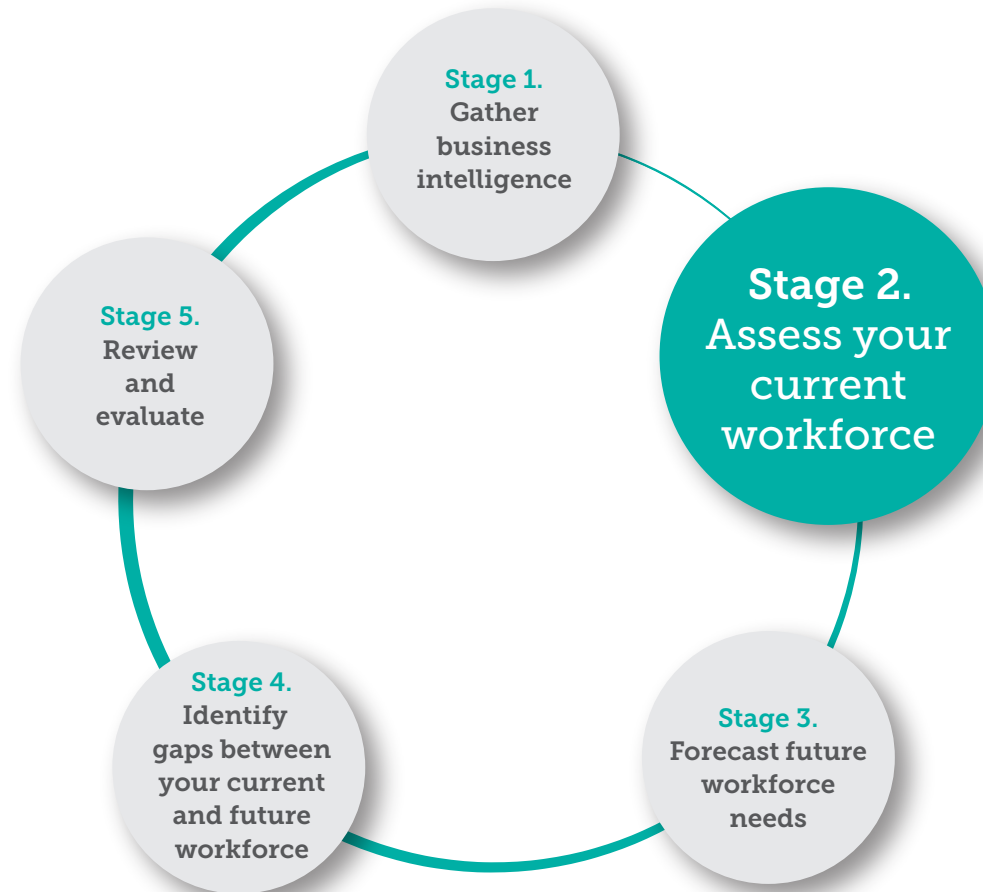 Stage 1.
Gather
business
intelligence
Stage 2.
Assess your
current
workforce
Stage 3.
Forecast future
workforce
needs
Stage 4.
Identify
gaps between
your current
and future
workforce
Stage 5.
Review
and
evaluate